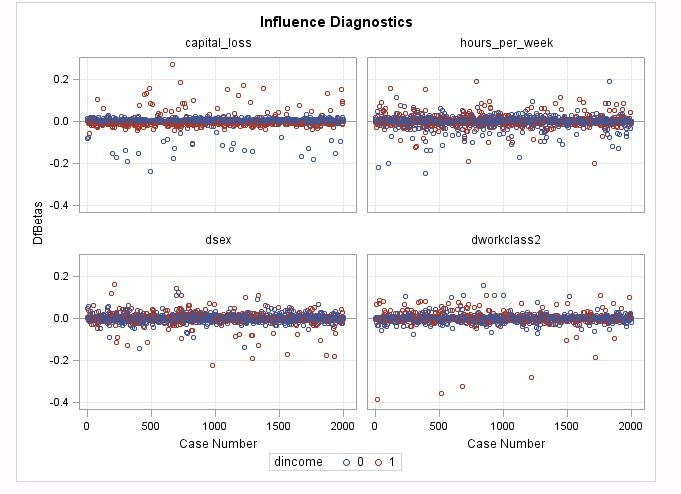 Influence Diagnostics
capital_loss
hours_per_week
0.2
0.0
-0.2
-0.4
DfBetas
dsex
dworkclass2
0.2
0.0
-0.2
-0.4
0 500 1000 1500 2000
0 500 1000 1500 2000
Case Number
Case Number
dincome 0 1